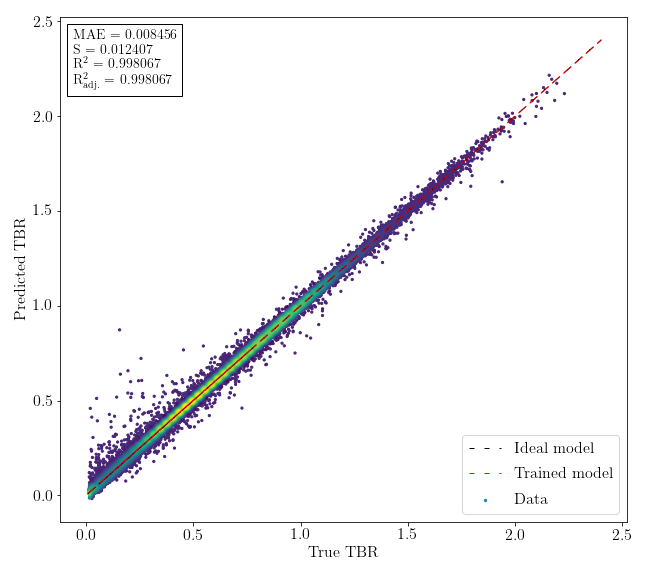 MAE = 0.008456
S = 0.012407
R² = 0.998067
R²adj. = 0.998067
2.5
2.0
1.5
1.0
0.5
0.0
Predicted TBR
Ideal model
Trained model
Data
0.0 0.5 1.0 1.5 2.0 2.5
True TBR